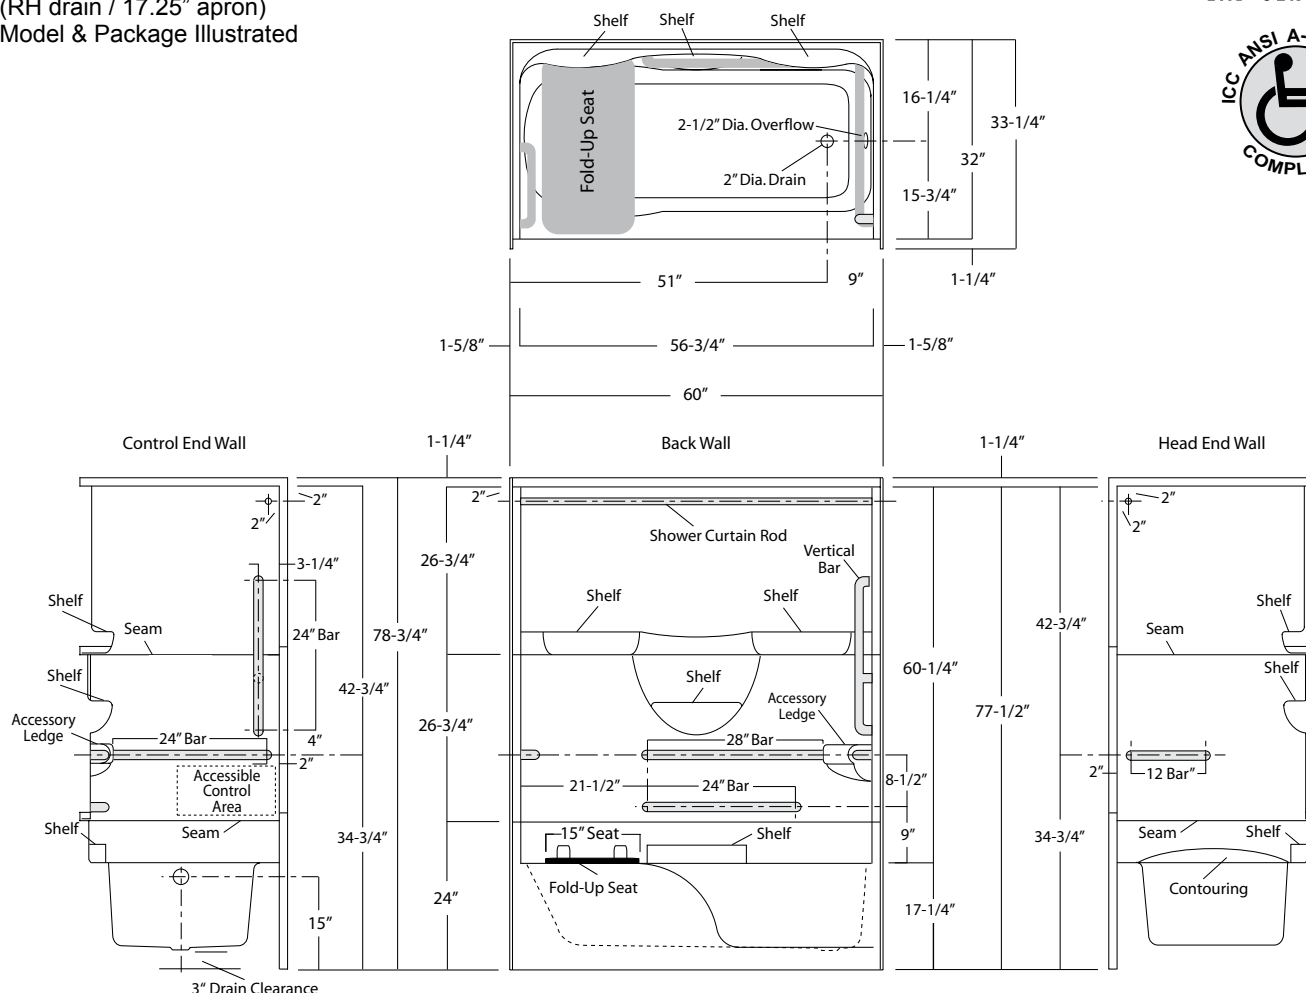 (RH drain / 17.25” apron)
Model & Package Illustrated
ICC ANSI A-
Shelf
Shelf
Shelf
Fold-Up Seat
2-1/2” Dia. Overflow
2” Dia. Drain
16-1/4”
33-1/4”
32”
15-3/4”
51”
9”
1-1/4”
1-5/8”
56-3/4”
1-5/8”
60”
Control End Wall
1-1/4”
Back Wall
1-1/4”
Head End Wall
2”
2”
2”
2”
2”
Shower Curtain Rod
Vertical
Bar
3-1/4”
26-3/4”
Shelf
Seam
24” Bar
78-3/4”
Shelf
Shelf
42-3/4”
Seam
Shelf
Shelf
42-3/4”
Shelf
60-1/4”
Shelf
Accessory
Ledge
24” Bar
4”
2”
26-3/4”
28” Bar
Accessory
Ledge
77-1/2”
2”
12 Bar”
Accessible
Control
Area
21-1/2”
24” Bar
8-1/2”
Shelf
Seam
34-3/4”
15” Seat
Shelf
9”
34-3/4”
Seam
Shelf
Fold-Up Seat
24”
17-1/4”
Contouring
15”
3” Drain Clearance